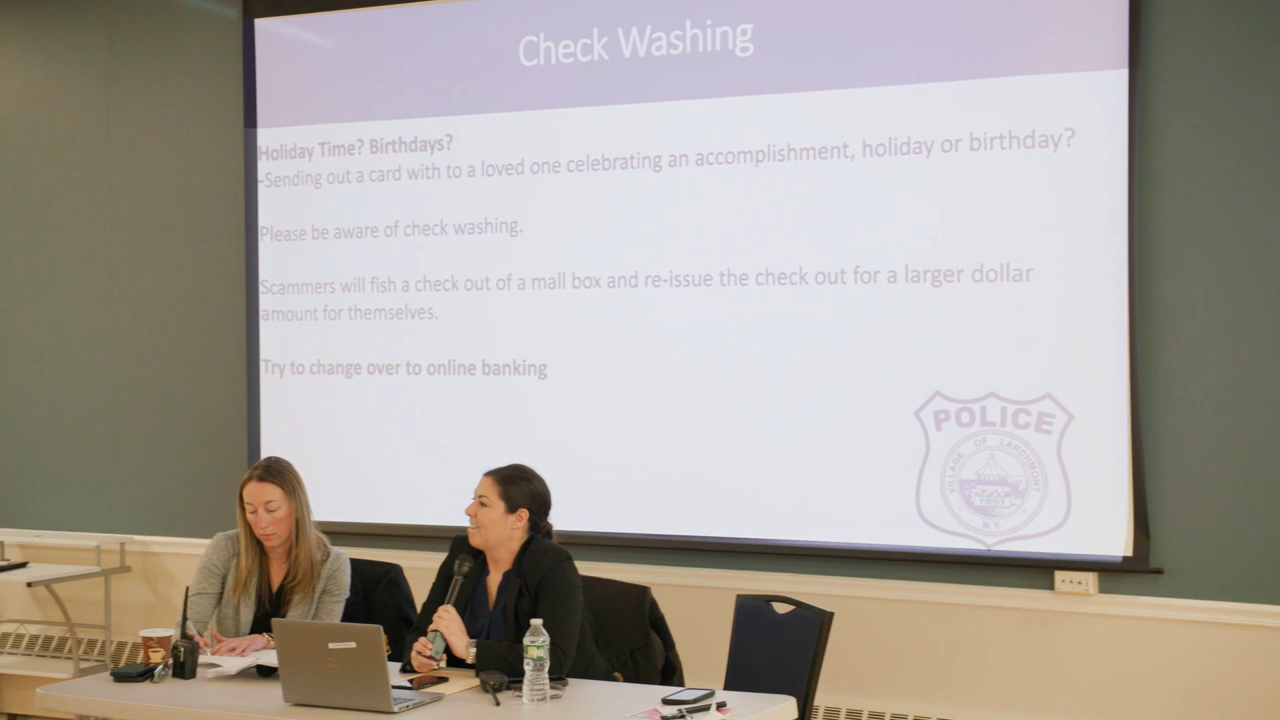 Check Washing
Holiday Time? Birthdays?
-Sending out a card with to a loved one celebrating an accomplishment, holiday or birthday?
Please be aware of check washing.
Scammers will fish a check out of a mall box and re-issue the check out for a larger dollar
amount for themselves.
Try to change over to online banking
POLICE
VILLAGE OF LARCHMONT
1891
N.Y.